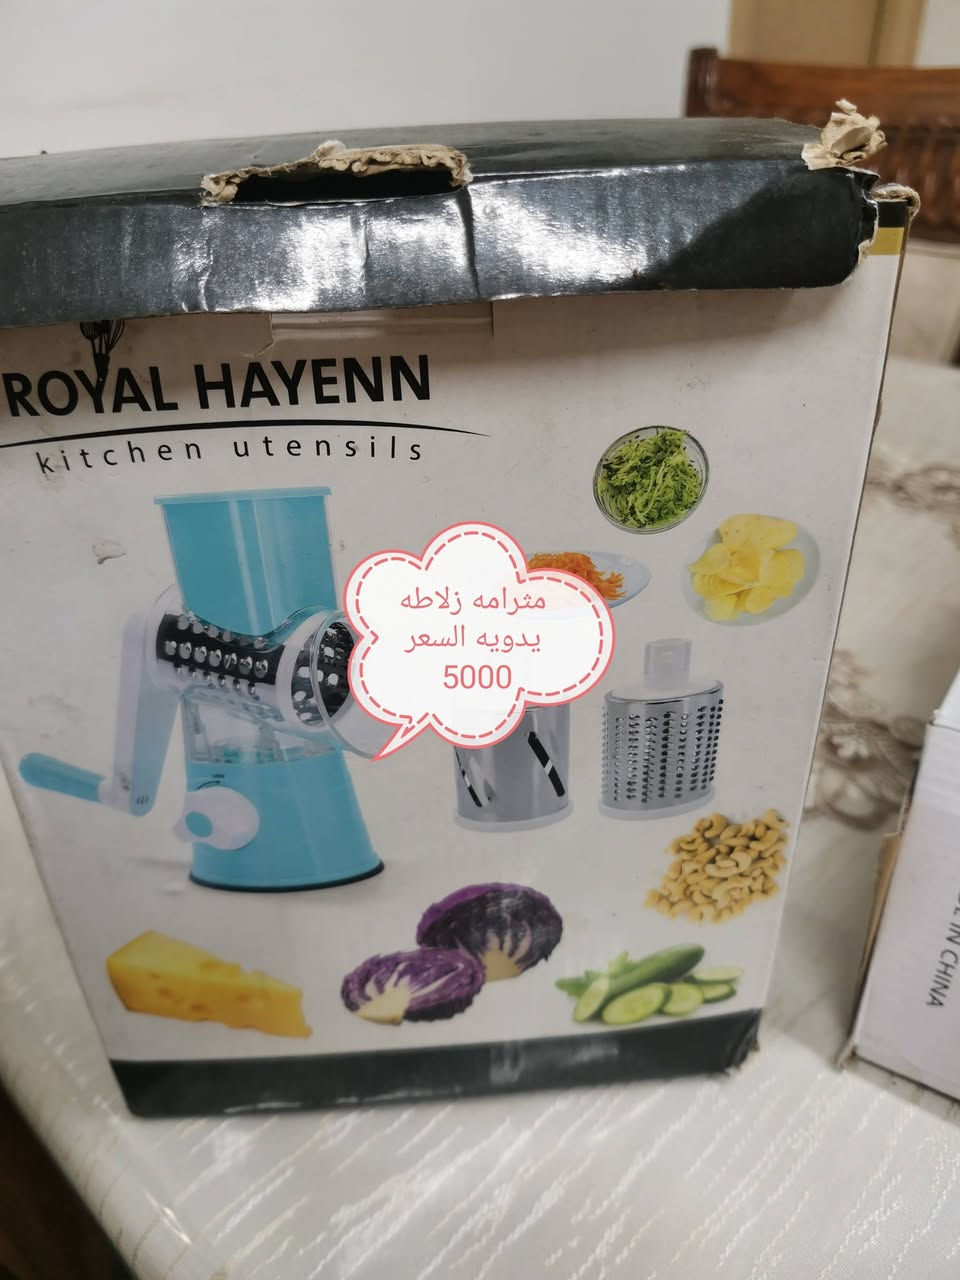 ROYAL HAYENN
kitchen utensils
مثرامه زلاطه
يدويه السعر
5000
IN CHINA